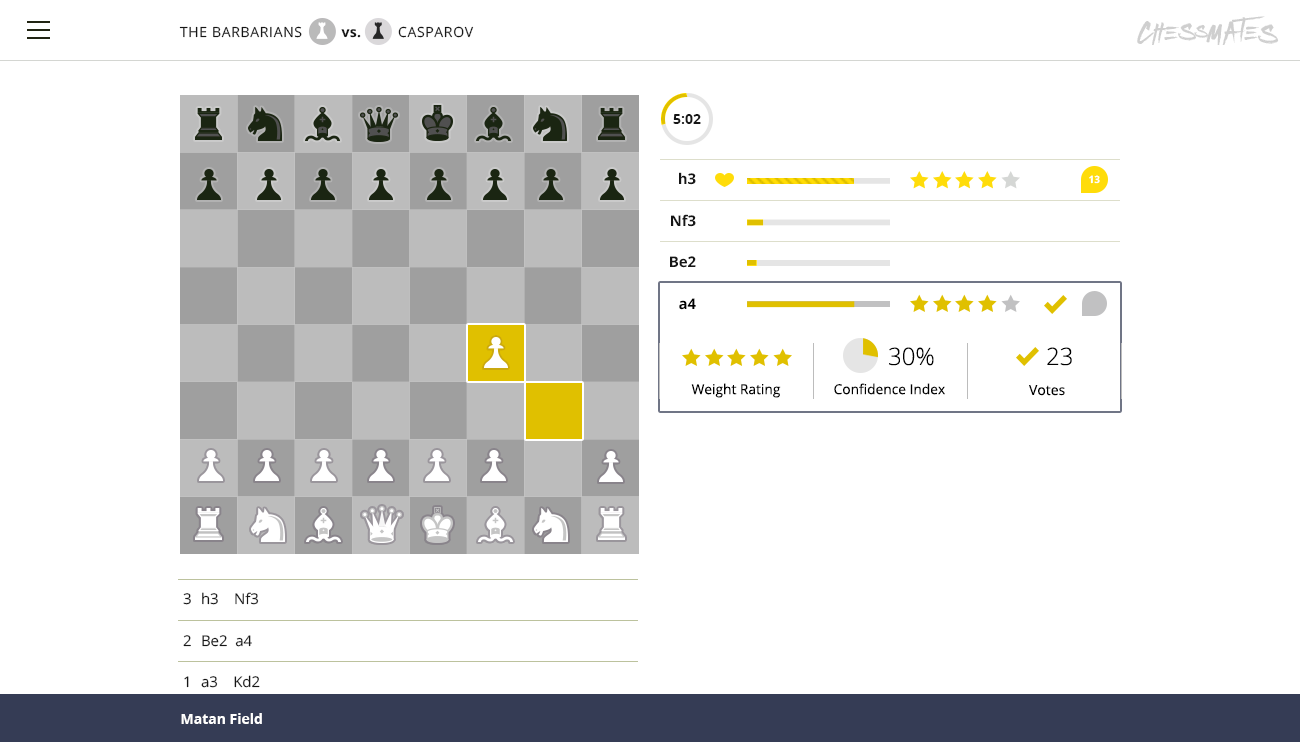 THE BARBARIANS vs. CASPAROV
CHESSMATES
5:02
h3 13
Nf3
Be2
a4
30% 23
Weight Rating Confidence Index Votes
3 h3 Nf3
2 Be2 a4
1 a3 Kd2
Matan Field